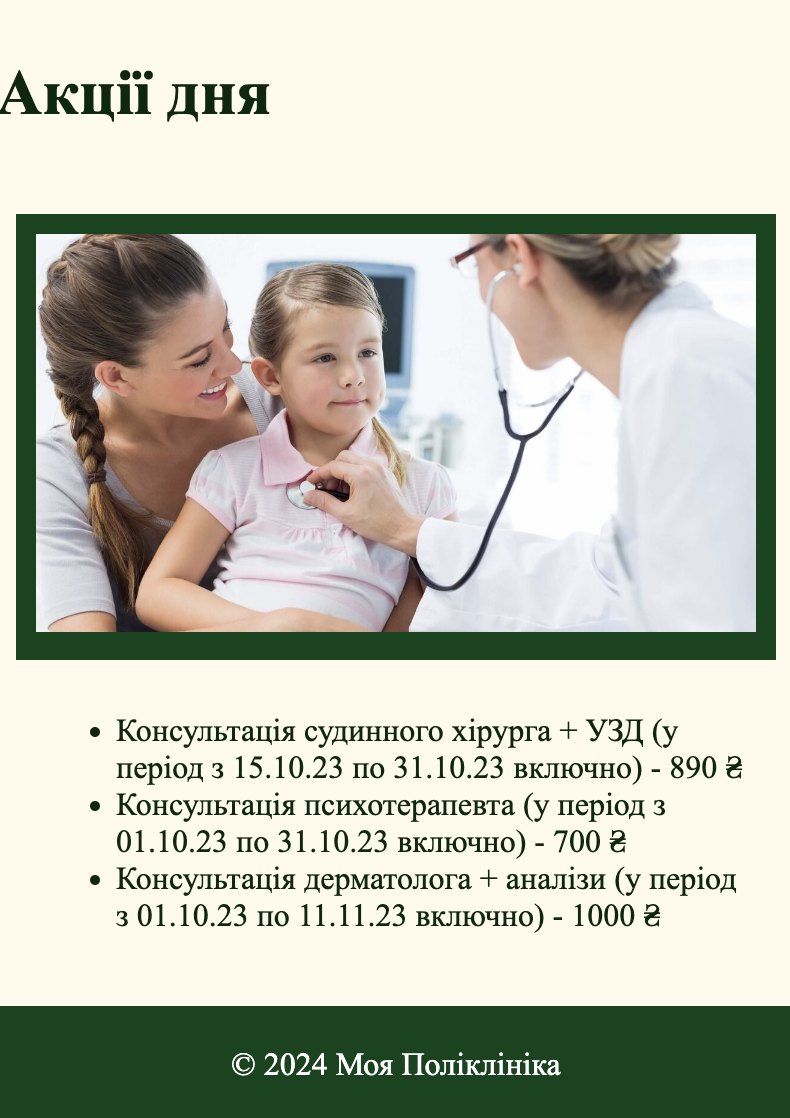 Акції дня
Консультація судинного хірурга + УЗД (у
період з 15.10.23 по 31.10.23 включно) - 890 ₴
Консультація психотерапевта (у період з
01.10.23 по 31.10.23 включно) - 700 ₴
Консультація дерматолога + аналізи (у період
з 01.10.23 по 11.11.23 включно) - 1000 ₴
© 2024 Моя Поліклініка